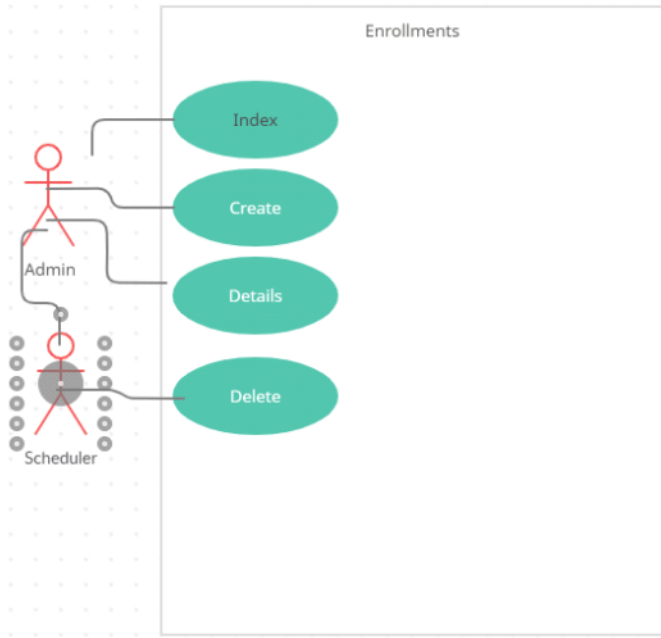 Enrollments
Index
Create
Admin
Details
Delete
Scheduler